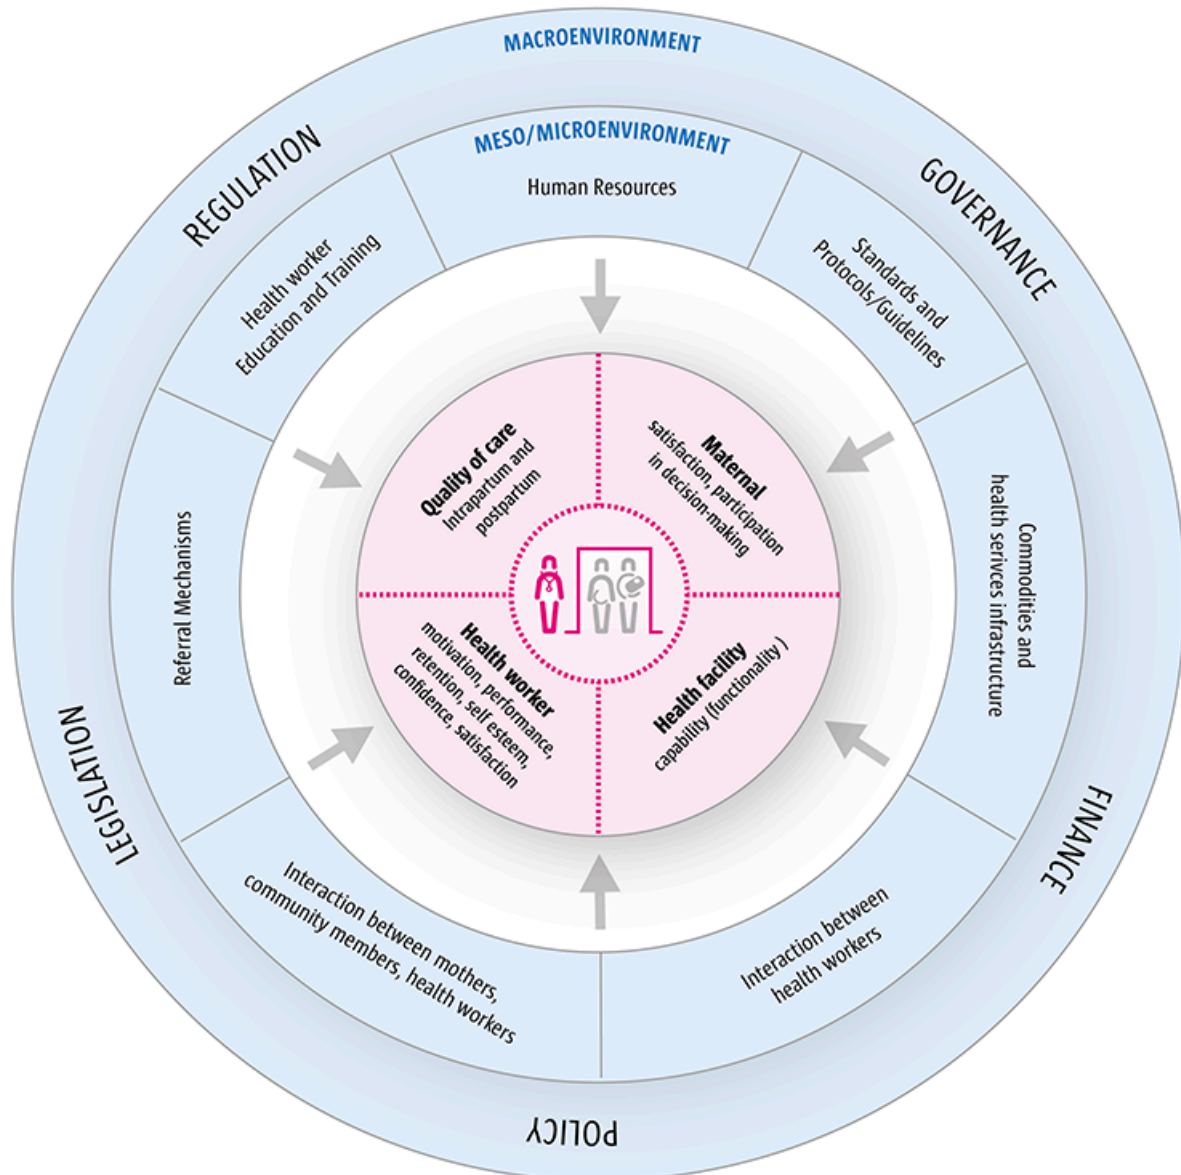 MACROENVIRONMENT
REGULATION
GOVERNANCE
FINANCE
POLICY
LEGISLATION
MESO/MICROENVIRONMENT
Human Resources
Standards and
Protocols/Guidelines
Commodities and
health serivces infrastructure
Interaction between
health workers
Interaction between mothers,
community members, health workers
Referral Mechanisms
Health worker
Education and Training
Quality of care
Intrapartum and
postpartum
Maternal
satisfaction, participation
in decision-making
Health worker
motivation, performance,
retention, self esteem,
confidence, satisfaction
Health facility
capability (functionality )